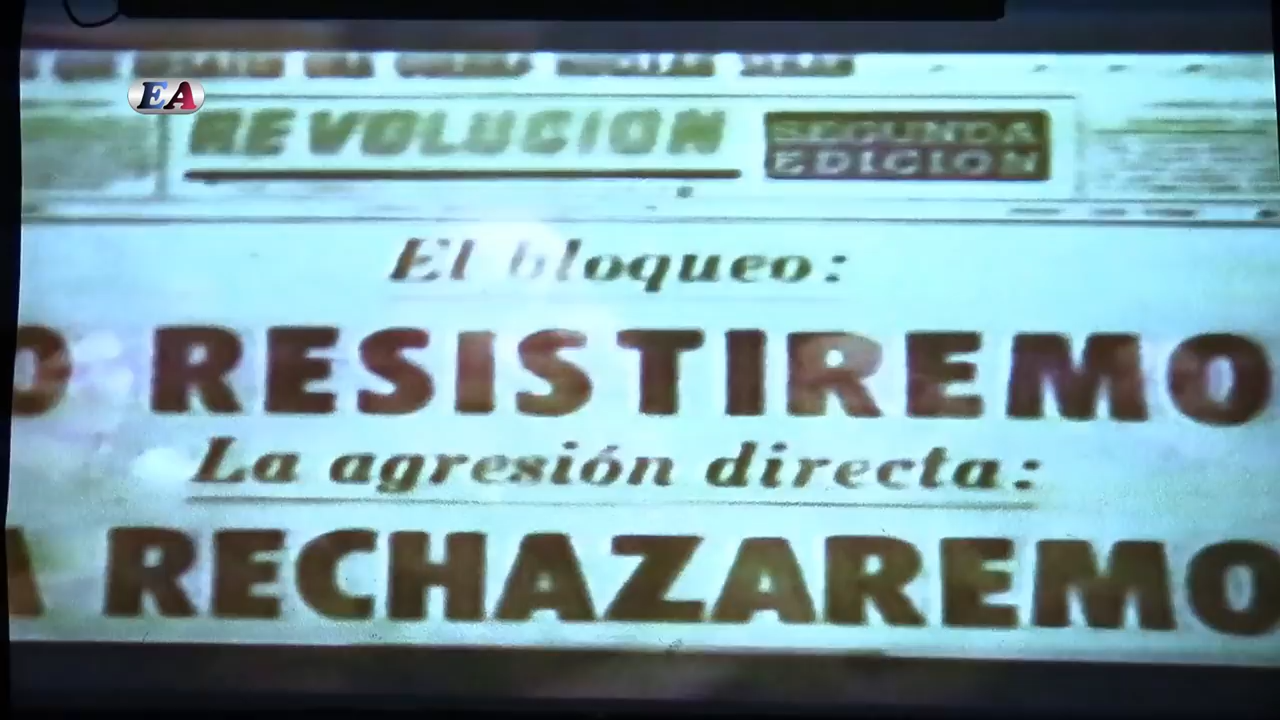 EA
REVOLUCION
SEGUNDA
EDICION
El bloqueo:
O RESISTIREMO
La agresión directa:
A RECHAZAREMO